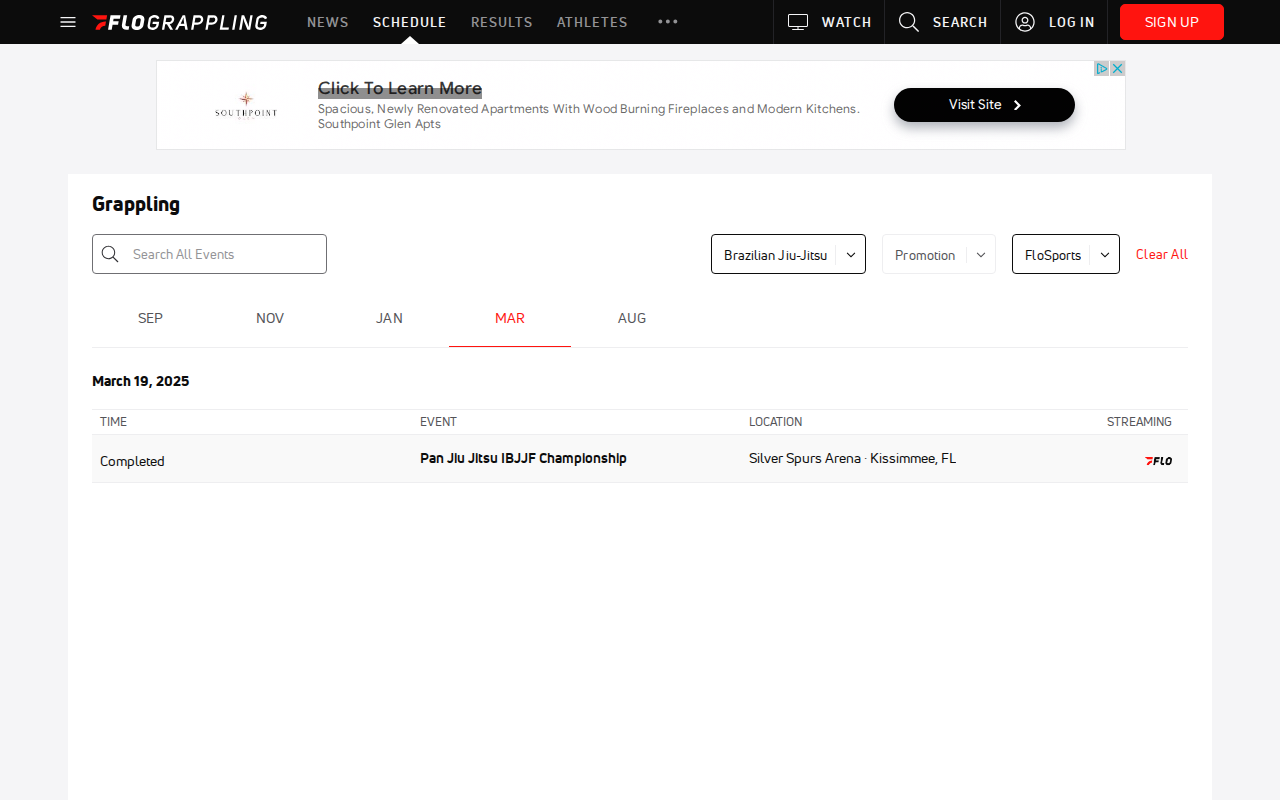 FLOGRAPPLING NEWS SCHEDULE RESULTS ATHLETES WATCH SEARCH LOG IN SIGN UP
SOUTHPOINT
Click To Learn More
Spacious, Newly Renovated Apartments With Wood Burning Fireplaces and Modern Kitchens.
Southpoint Glen Apts
Visit Site
Grappling
Search All Events
Brazilian Jiu-Jitsu
Promotion
FloSports
Clear All
SEP NOV JAN MAR AUG
March 19, 2025
TIME EVENT LOCATION STREAMING
Completed Pan Jiu Jitsu IBJJF Championship Silver Spurs Arena · Kissimmee, FL FLO